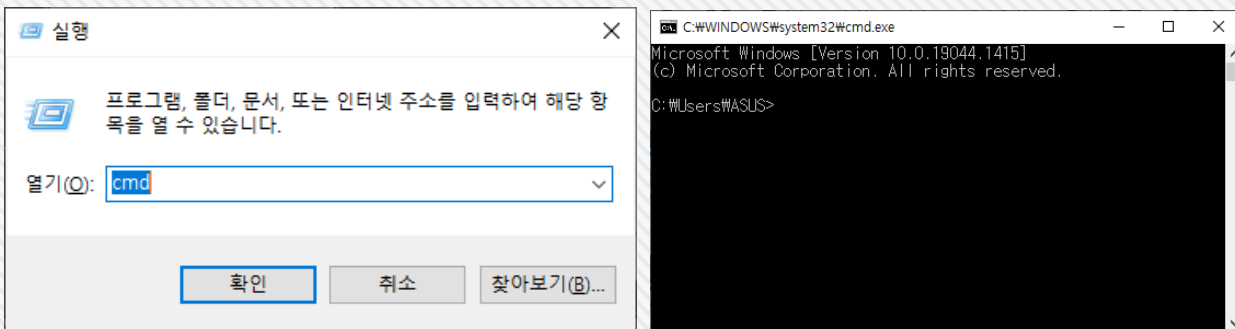 실행
프로그램, 폴더, 문서, 또는 인터넷 주소를 입력하여 해당 항
목을 열 수 있습니다.
열기(O): cmd
확인 취소 찾아보기(B)...
C:₩WINDOWS₩system32₩cmd.exe
Microsoft Windows [Version 10.0.19044.1415]
(c) Microsoft Corporation. All rights reserved.
C:₩Users₩ASUS>